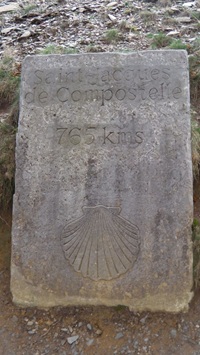 Saint Jacques
de Compostelle
765 kms